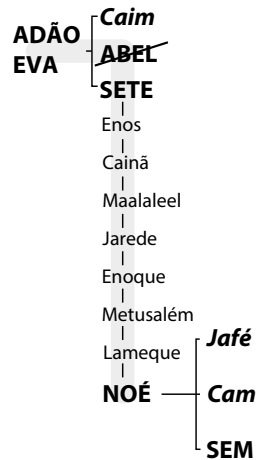 Caim
ADÃO
ABEL
EVA
SETE
Enos
Cainã
Maalaleel
Jarede
Enoque
Metusalém
Jafé
Lameque
NOÉ
Cam
SEM